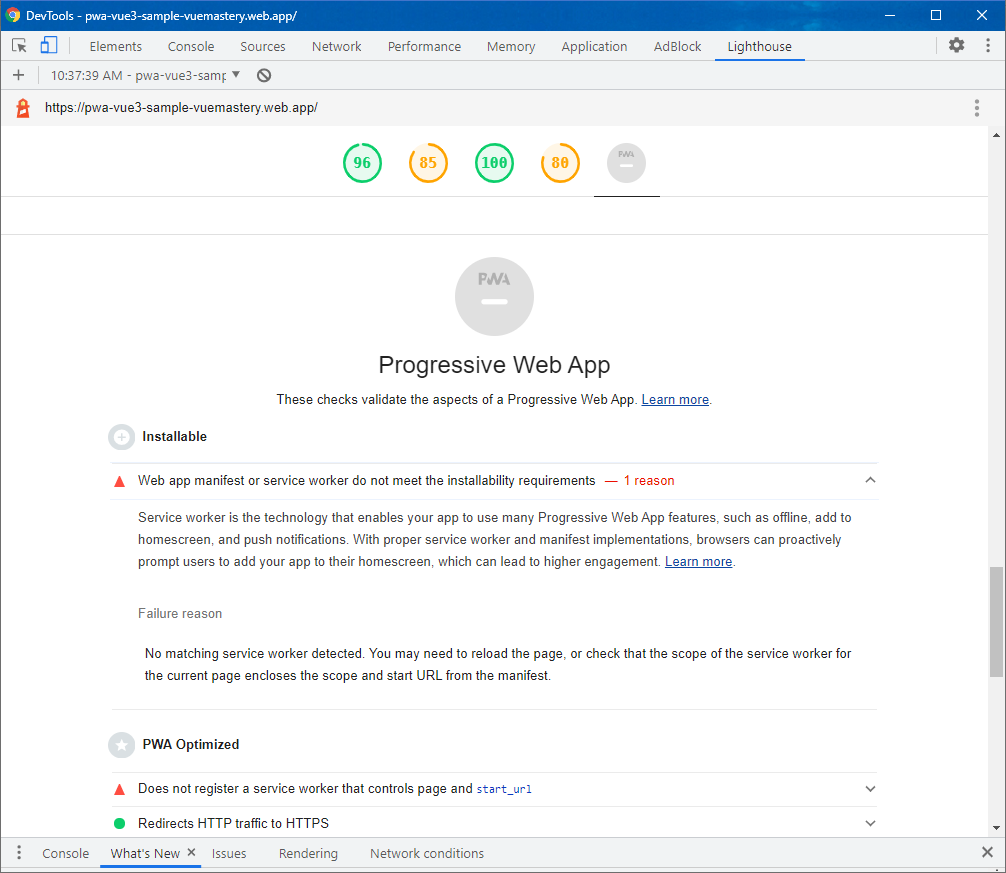 DevTools - pwa-vue3-sample-vuemastery.web.app/
Elements Console Sources Network Performance Memory Application AdBlock Lighthouse
10:37:39 AM - pwa-vue3-samp
https://pwa-vue3-sample-vuemastery.web.app/
96 85 100 80 PWA
PWA
Progressive Web App
These checks validate the aspects of a Progressive Web App. Learn more.
Installable
Web app manifest or service worker do not meet the installability requirements — 1 reason
Service worker is the technology that enables your app to use many Progressive Web App features, such as offline, add to
homescreen, and push notifications. With proper service worker and manifest implementations, browsers can proactively
prompt users to add your app to their homescreen, which can lead to higher engagement. Learn more.
Failure reason
No matching service worker detected. You may need to reload the page, or check that the scope of the service worker for
the current page encloses the scope and start URL from the manifest.
PWA Optimized
Does not register a service worker that controls page and start_url
Redirects HTTP traffic to HTTPS
Console What's New Issues Rendering Network conditions